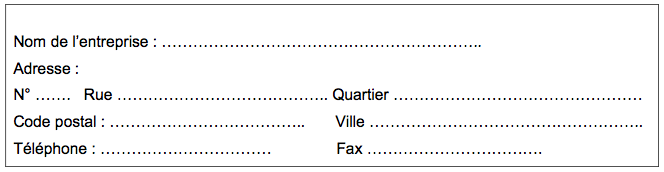 Nom de l'entreprise : ……………………………………………………..
Adresse :
N° ……. Rue ………………………………….. Quartier …………………………………………
Code postal : ……………………………….. Ville …………………………………………….
Téléphone : …………………………… Fax …………………………….